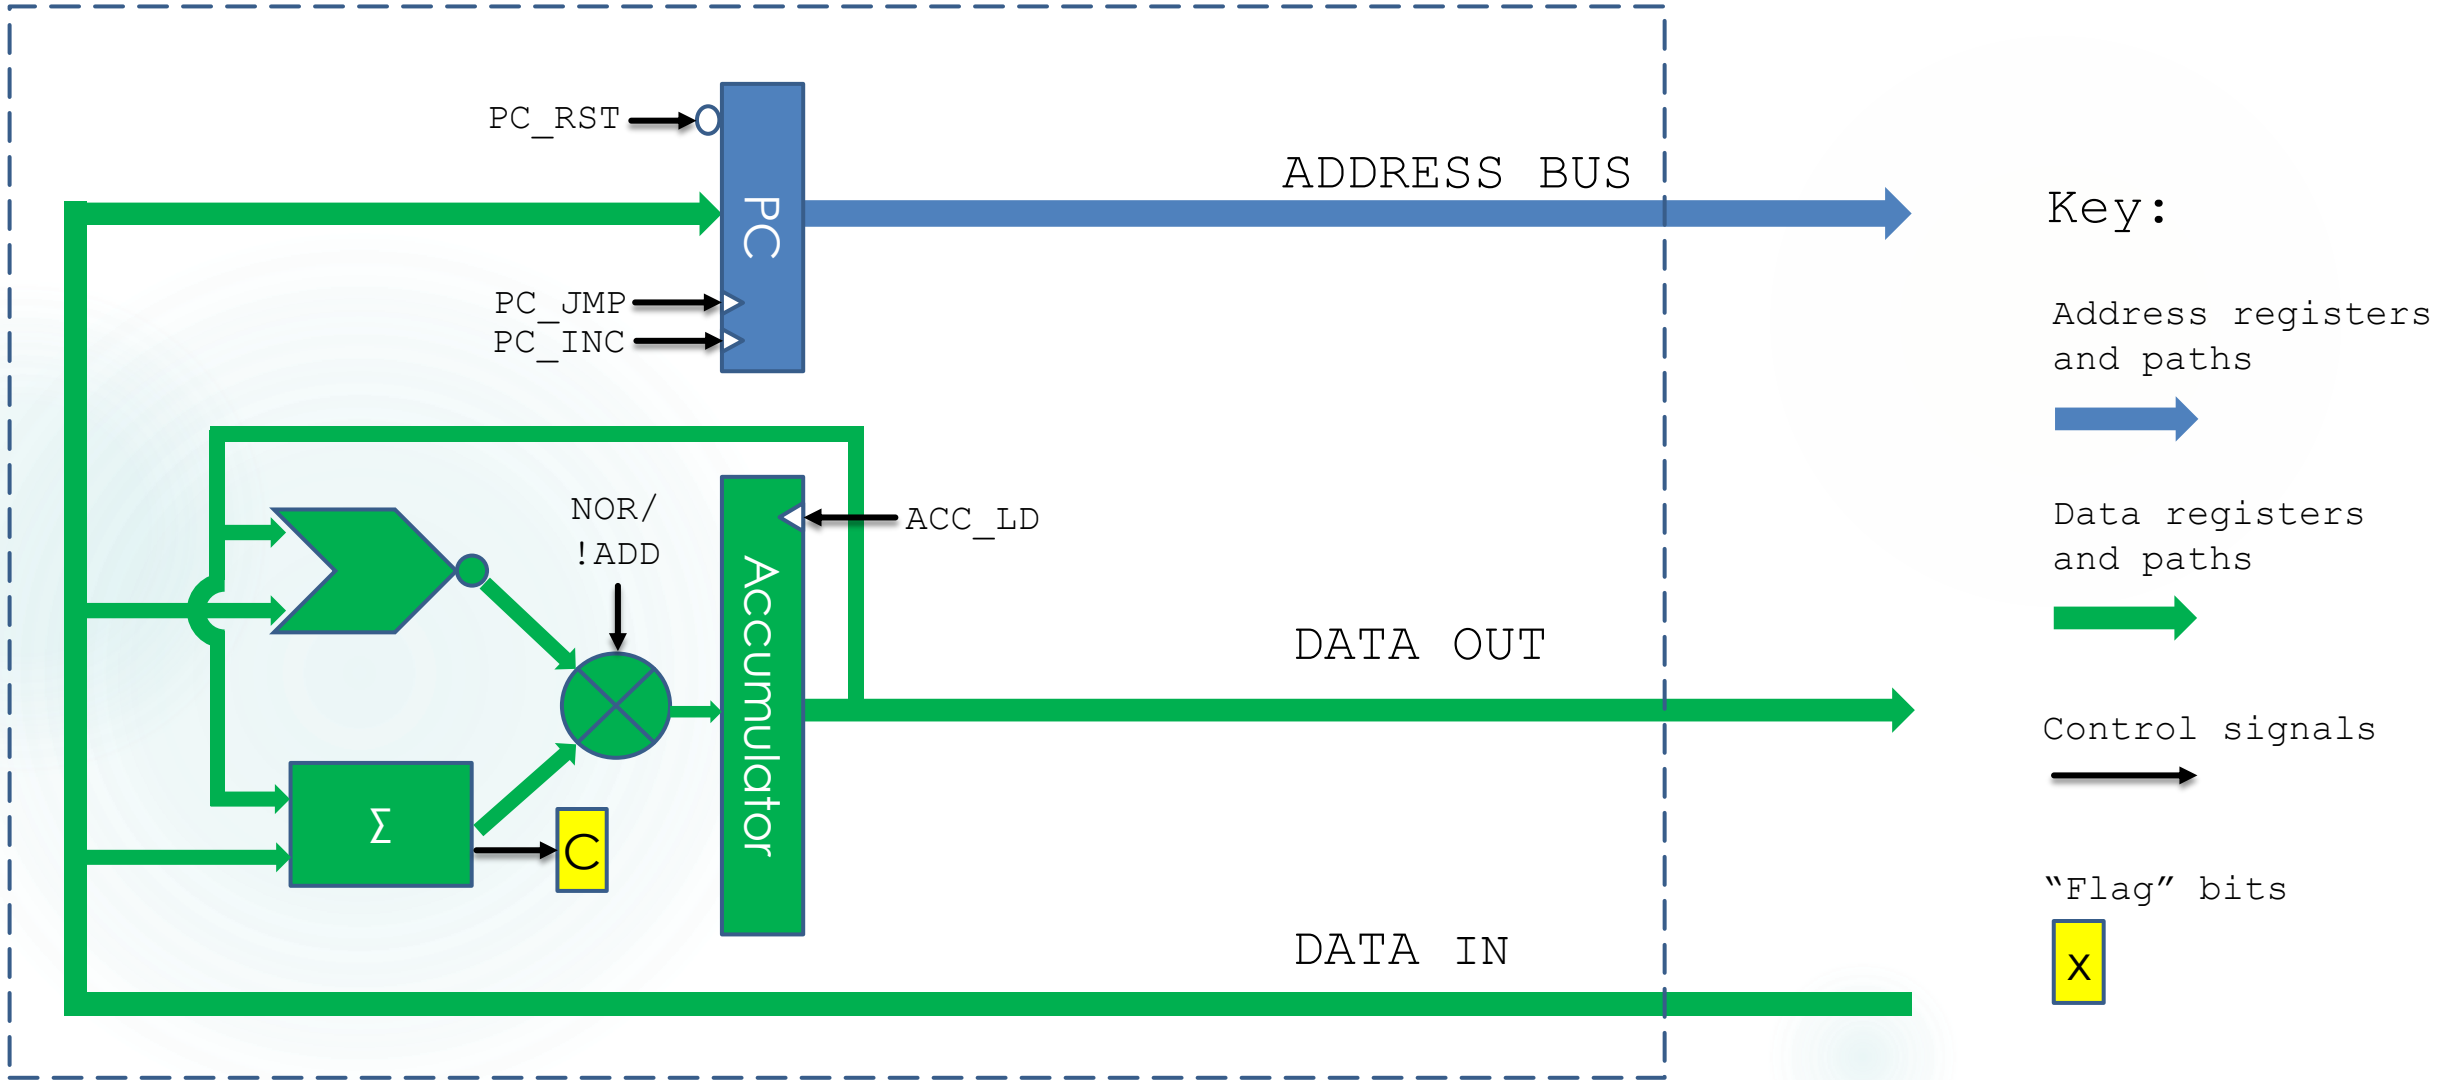 PC_RST
ADDRESS BUS
PC
PC_JMP
PC_INC
NOR/
!ADD
ACC_LD
Accumulator
DATA OUT
Σ
C
DATA IN
Key:
Address registers
and paths
Data registers
and paths
Control signals
“Flag” bits
x